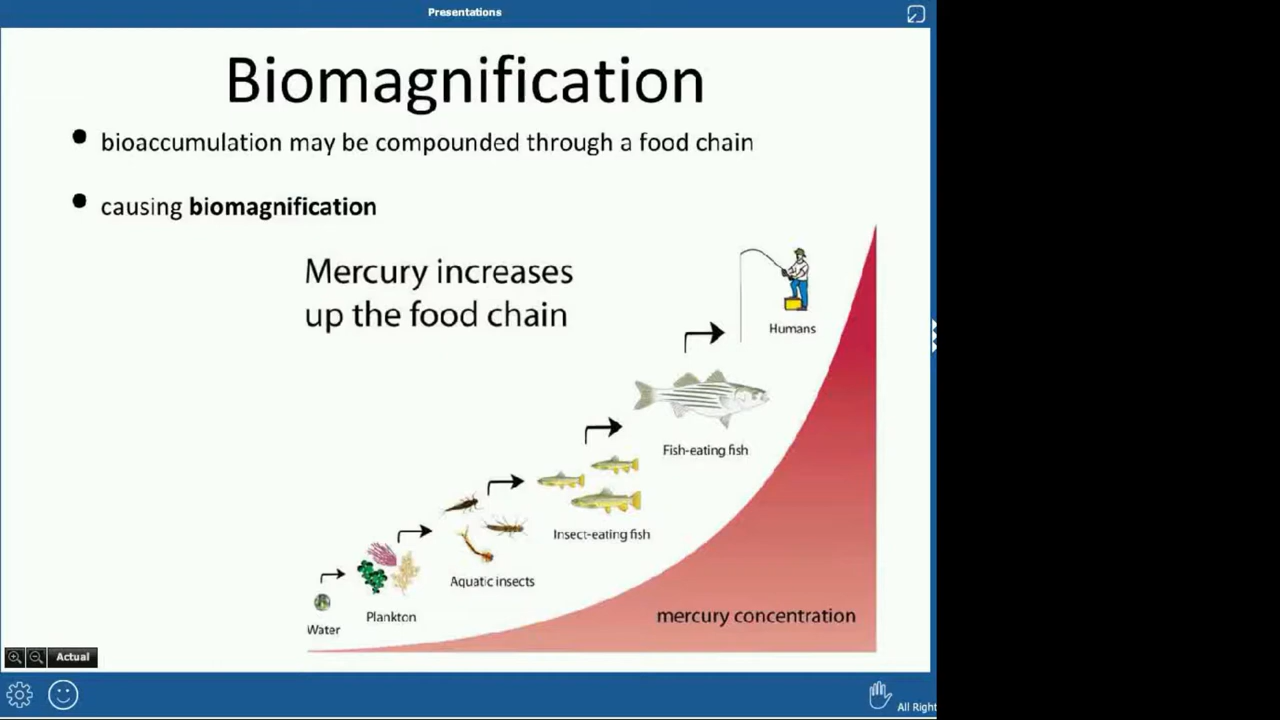 Presentations
Biomagnification
bioaccumulation may be compounded through a food chain
causing biomagnification
Mercury increases
up the food chain
Humans
Fish-eating fish
Insect-eating fish
Aquatic insects
Plankton
Water
mercury concentration
Actual
All Right